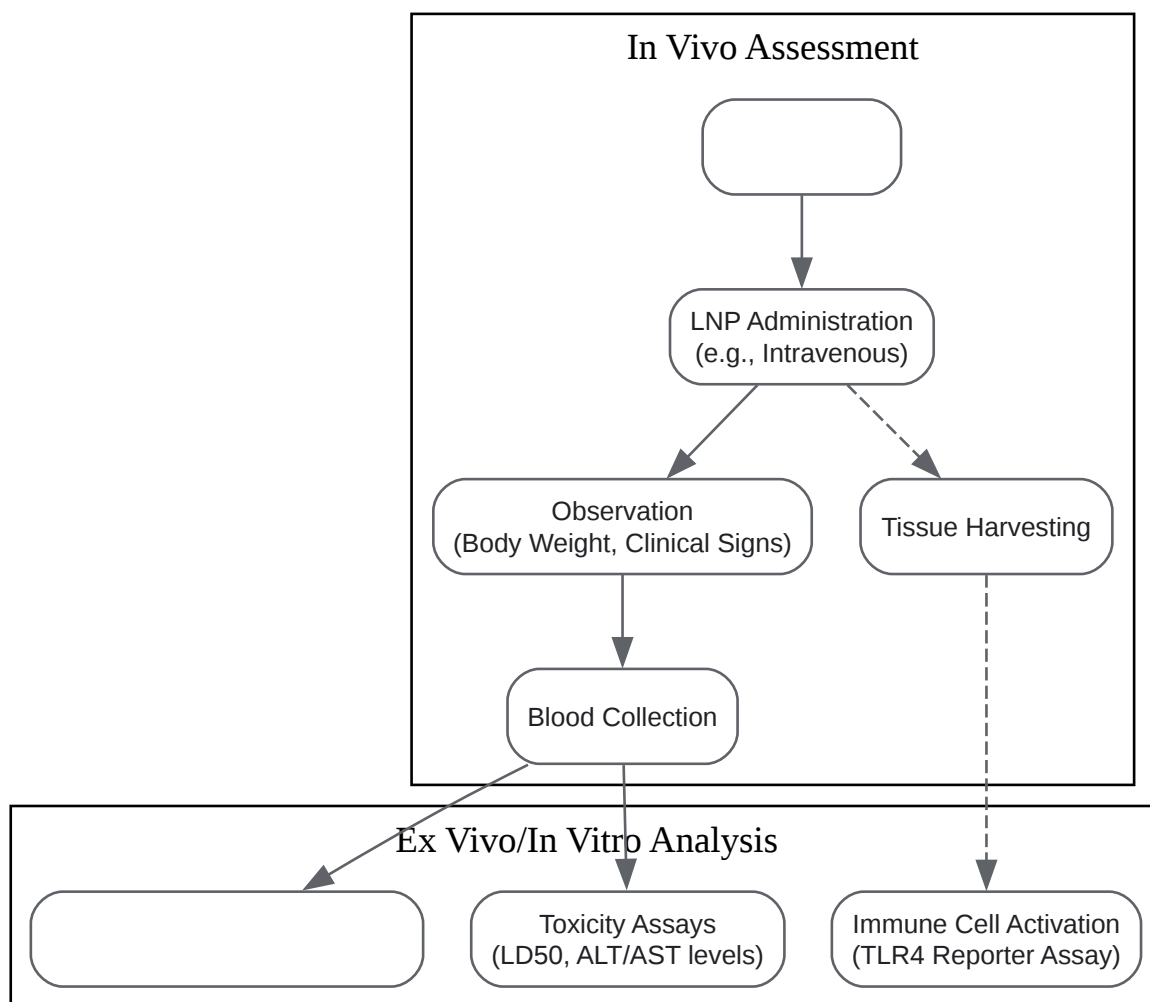 In Vivo Assessment
LNP Administration
(e.g., Intravenous)
Observation
(Body Weight, Clinical Signs)
Tissue Harvesting
Blood Collection
Ex Vivo/In Vitro Analysis
Toxicity Assays
(LD50, ALT/AST levels)
Immune Cell Activation
(TLR4 Reporter Assay)